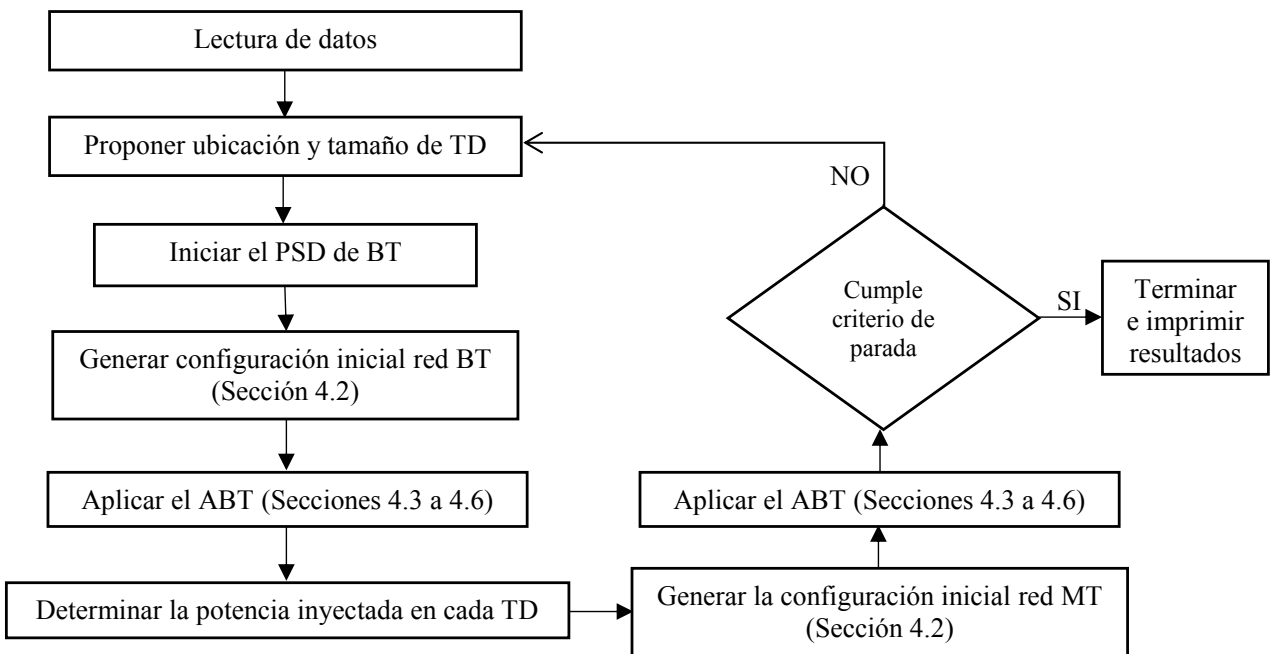 Lectura de datos
Proponer ubicación y tamaño de TD
Iniciar el PSD de BT
Generar configuración inicial red BT
(Sección 4.2)
Aplicar el ABT (Secciones 4.3 a 4.6)
Determinar la potencia inyectada en cada TD
Generar la configuración inicial red MT
(Sección 4.2)
Aplicar el ABT (Secciones 4.3 a 4.6)
Cumple
criterio de
parada
NO
SI
Terminar
e imprimir
resultados